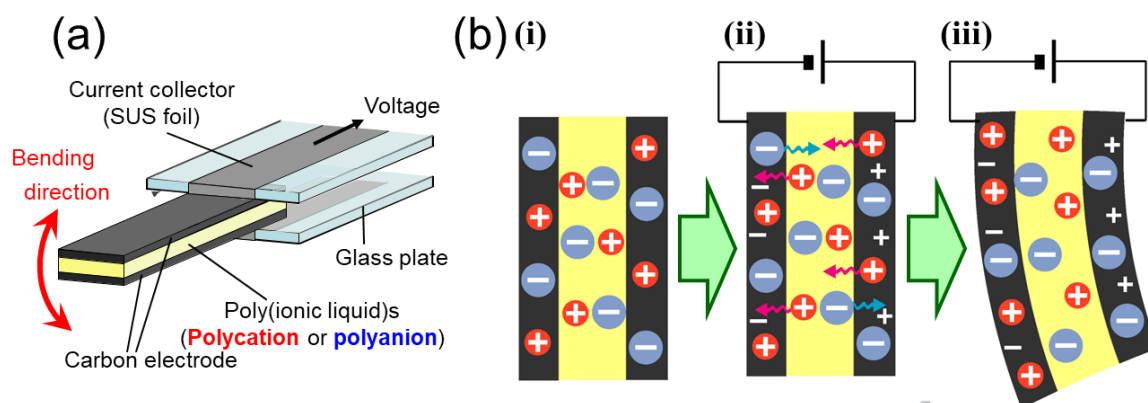 (a)
Current collector
(SUS foil)
Voltage
Bending
direction
Glass plate
Poly(ionic liquid)s
(Polycation or polyanion)
Carbon electrode
(b)
(i)
(ii)
(iii)